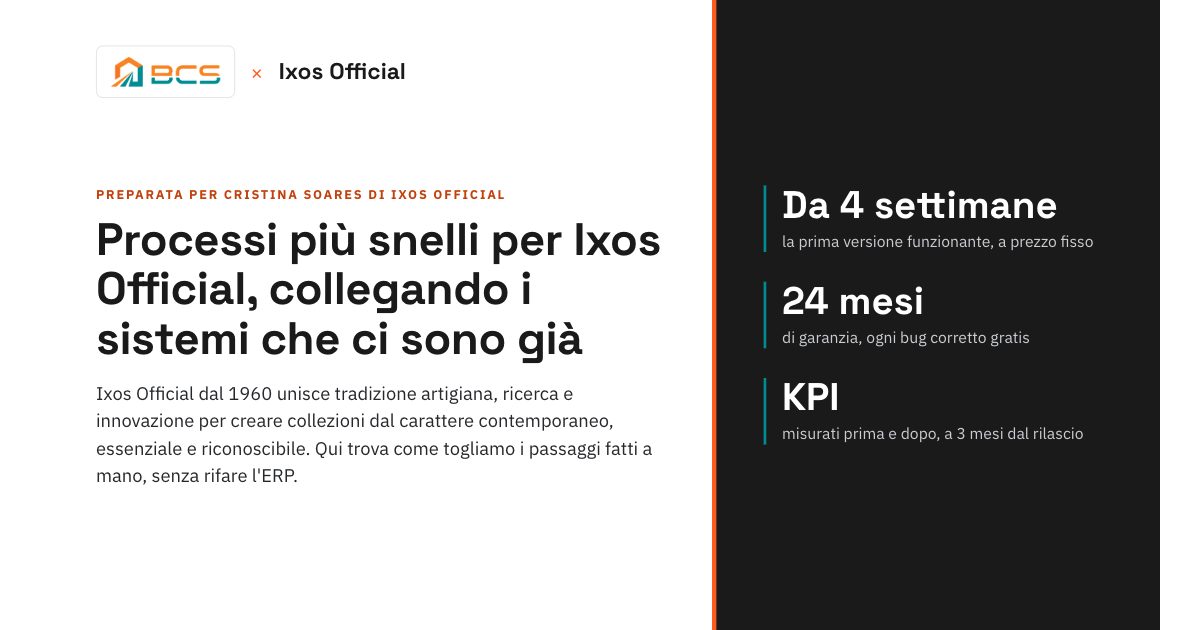 BCS × Ixos Official
PREPARATA PER CRISTINA SOARES DI IXOS OFFICIAL
Processi più snelli per Ixos
Official, collegando i
sistemi che ci sono già
Ixos Official dal 1960 unisce tradizione artigiana, ricerca e
innovazione per creare collezioni dal carattere contemporaneo,
essenziale e riconoscibile. Qui trova come togliamo i passaggi fatti a
mano, senza rifare l'ERP.
Da 4 settimane
la prima versione funzionante, a prezzo fisso
24 mesi
di garanzia, ogni bug corretto gratis
KPI
misurati prima e dopo, a 3 mesi dal rilascio